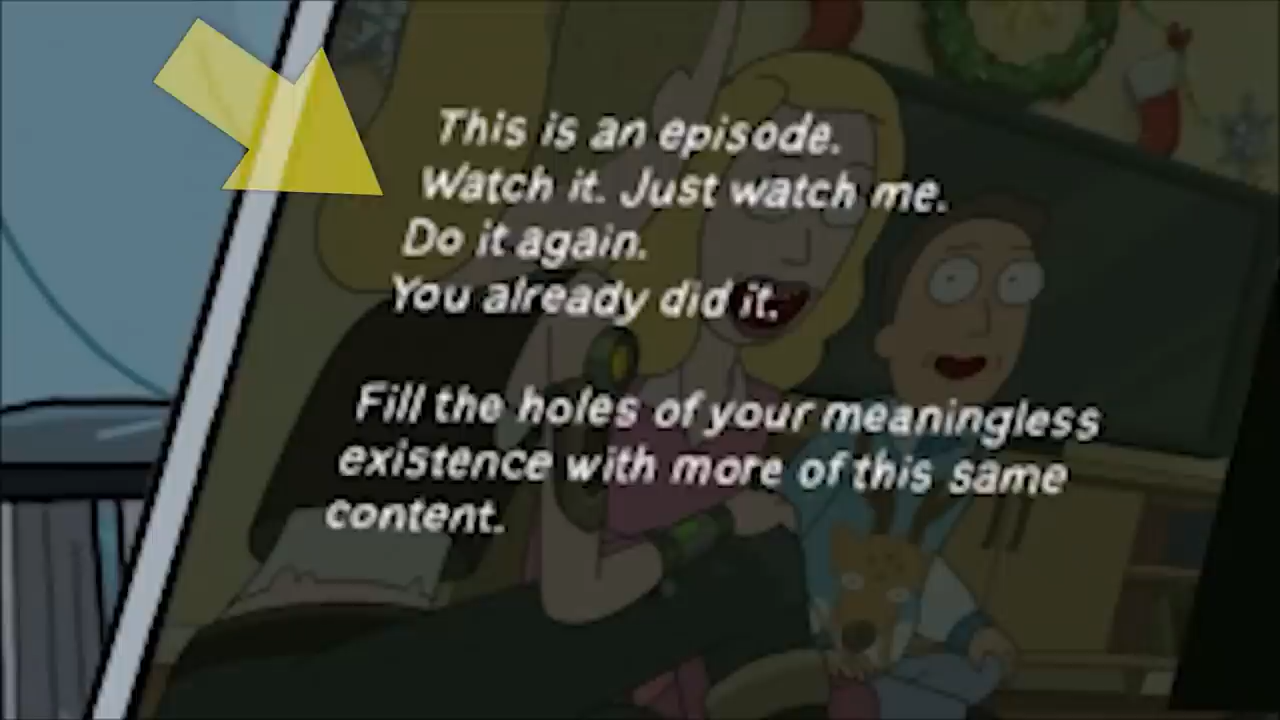 This is an episode.
Watch it. Just watch me.
Do it again.
You already did it.
Fill the holes of your meaningless
existence with more of this same
content.